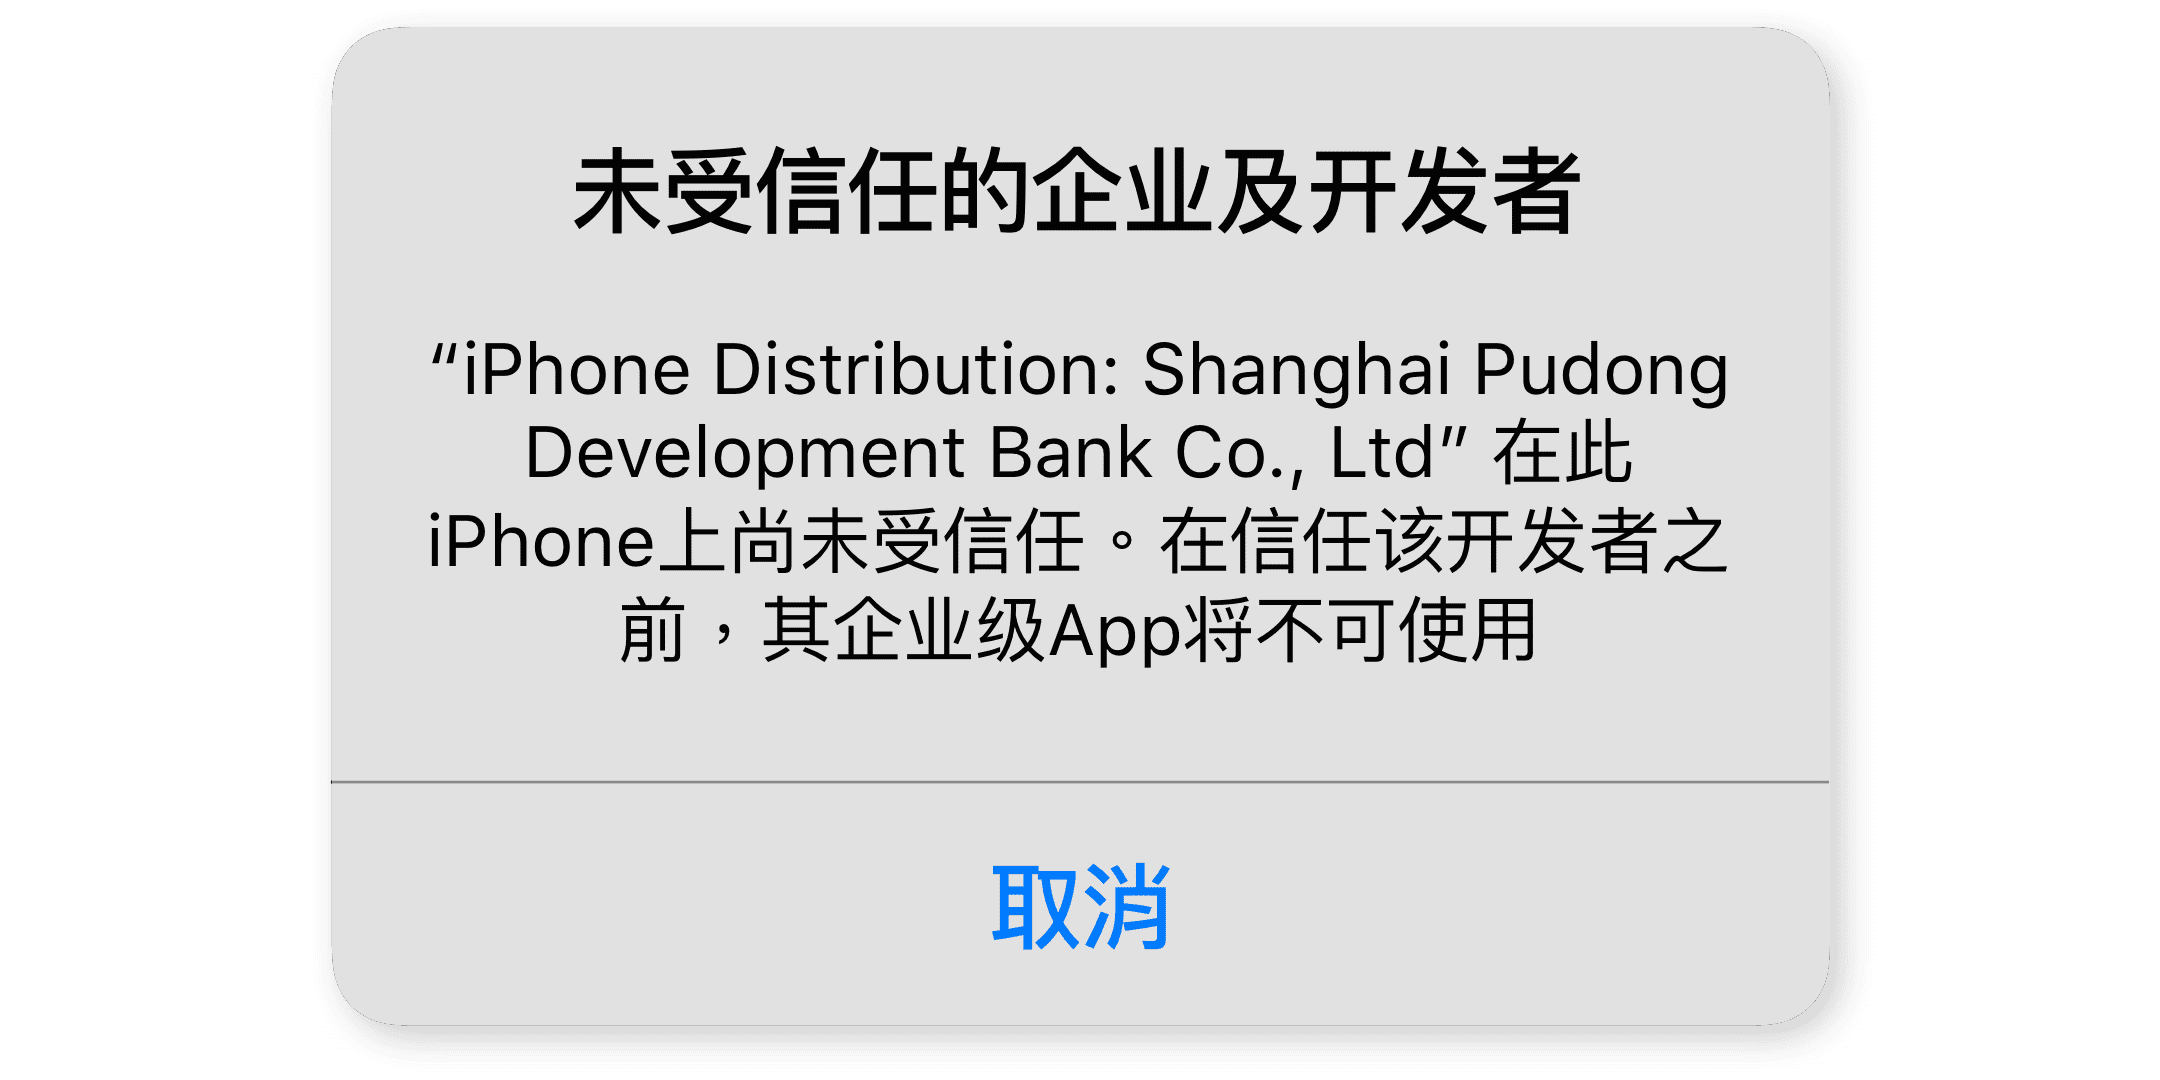 未受信任的企业及开发者
“iPhone Distribution: Shanghai Pudong
Development Bank Co., Ltd” 在此
iPhone上尚未受信任。在信任该开发者之
前，其企业级App将不可使用
取消